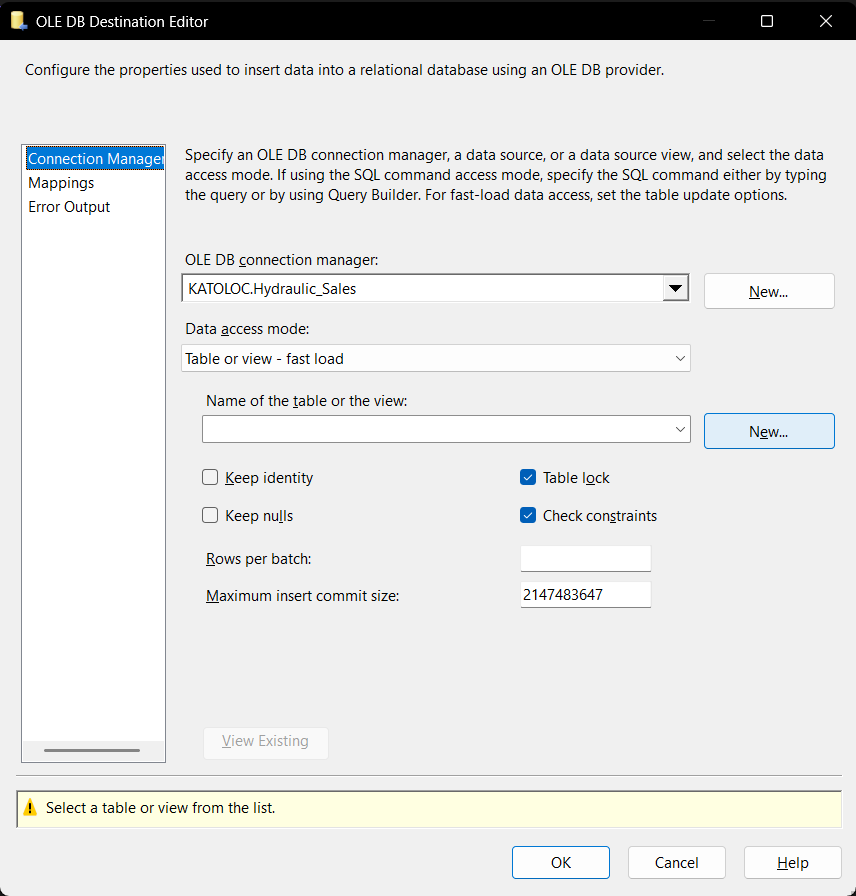 OLE DB Destination Editor
Configure the properties used to insert data into a relational database using an OLE DB provider.
Connection Manager
Mappings
Error Output
Specify an OLE DB connection manager, a data source, or a data source view, and select the data
access mode. If using the SQL command access mode, specify the SQL command either by typing
the query or by using Query Builder. For fast-load data access, set the table update options.
OLE DB connection manager:
KATOLOC.Hydraulic_Sales
New...
Data access mode:
Table or view - fast load
Name of the table or the view:
New...
Keep identity
Table lock
Keep nulls
Check constraints
Rows per batch:
Maximum insert commit size:
2147483647
View Existing
Select a table or view from the list.
OK
Cancel
Help